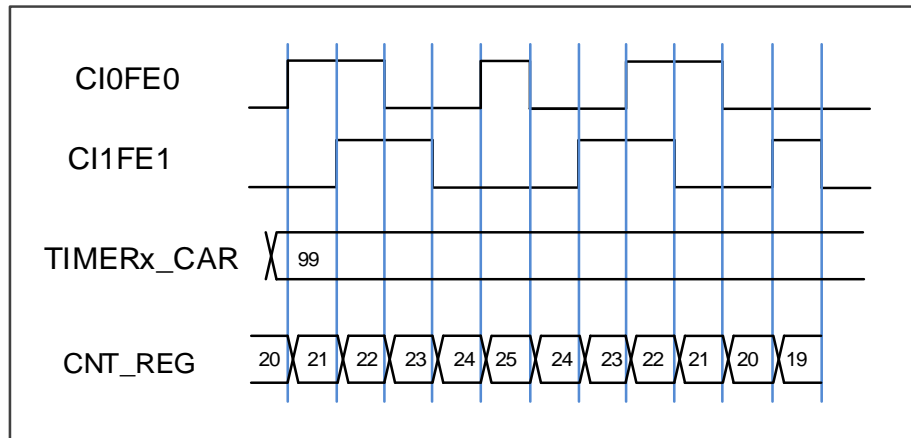 CI0FE0
CI1FE1
TIMERx_CAR 99
CNT_REG 20 21 22 23 24 25 24 23 22 21 20 19